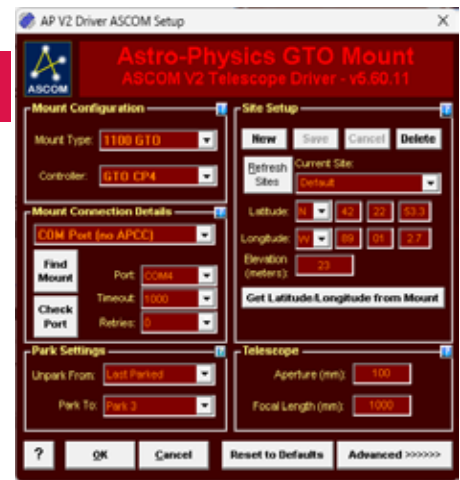 AP V2 Driver ASCOM Setup
ASCOM
Astro-Physics GTO Mount
ASCOM V2 Telescope Driver - v5.60.11
Mount Configuration
?
Mount Type: 1100 GTO
Controller: GTO CP4
Mount Connection Details
?
COM Port (no APCC)
Find Mount
Check Port
Port: COM4
Timeout: 1000
Retries: 0
Park Settings
?
Unpark From: Last Parked
Park To: Park 3
Site Setup
?
New Save Cancel Delete
Refresh Sites
Current Site:
Default
Latitude: N 42 22 53.3
Longitude: W 89 01 2.7
Elevation (meters): 23
Get Latitude/Longitude from Mount
Telescope
?
Aperture (mm): 100
Focal Length (mm): 1000
? OK Cancel Reset to Defaults Advanced >>>>>>